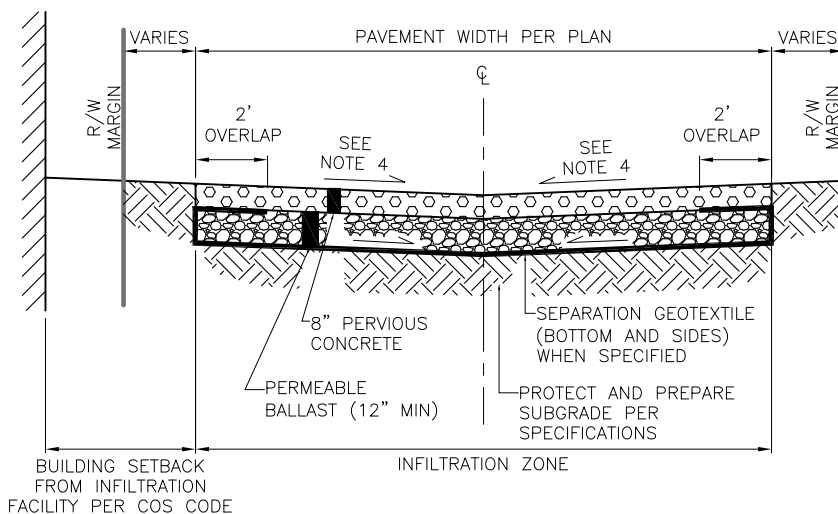 VARIES
PAVEMENT WIDTH PER PLAN
VARIES
℄
R/W
MARGIN
2'
OVERLAP
SEE
NOTE 4
SEE
NOTE 4
2'
OVERLAP
R/W
MARGIN
8" PERVIOUS
CONCRETE
SEPARATION GEOTEXTILE
(BOTTOM AND SIDES)
WHEN SPECIFIED
PERMEABLE
BALLAST (12" MIN)
PROTECT AND PREPARE
SUBGRADE PER
SPECIFICATIONS
BUILDING SETBACK
FROM INFILTRATION
FACILITY PER COS CODE
INFILTRATION ZONE